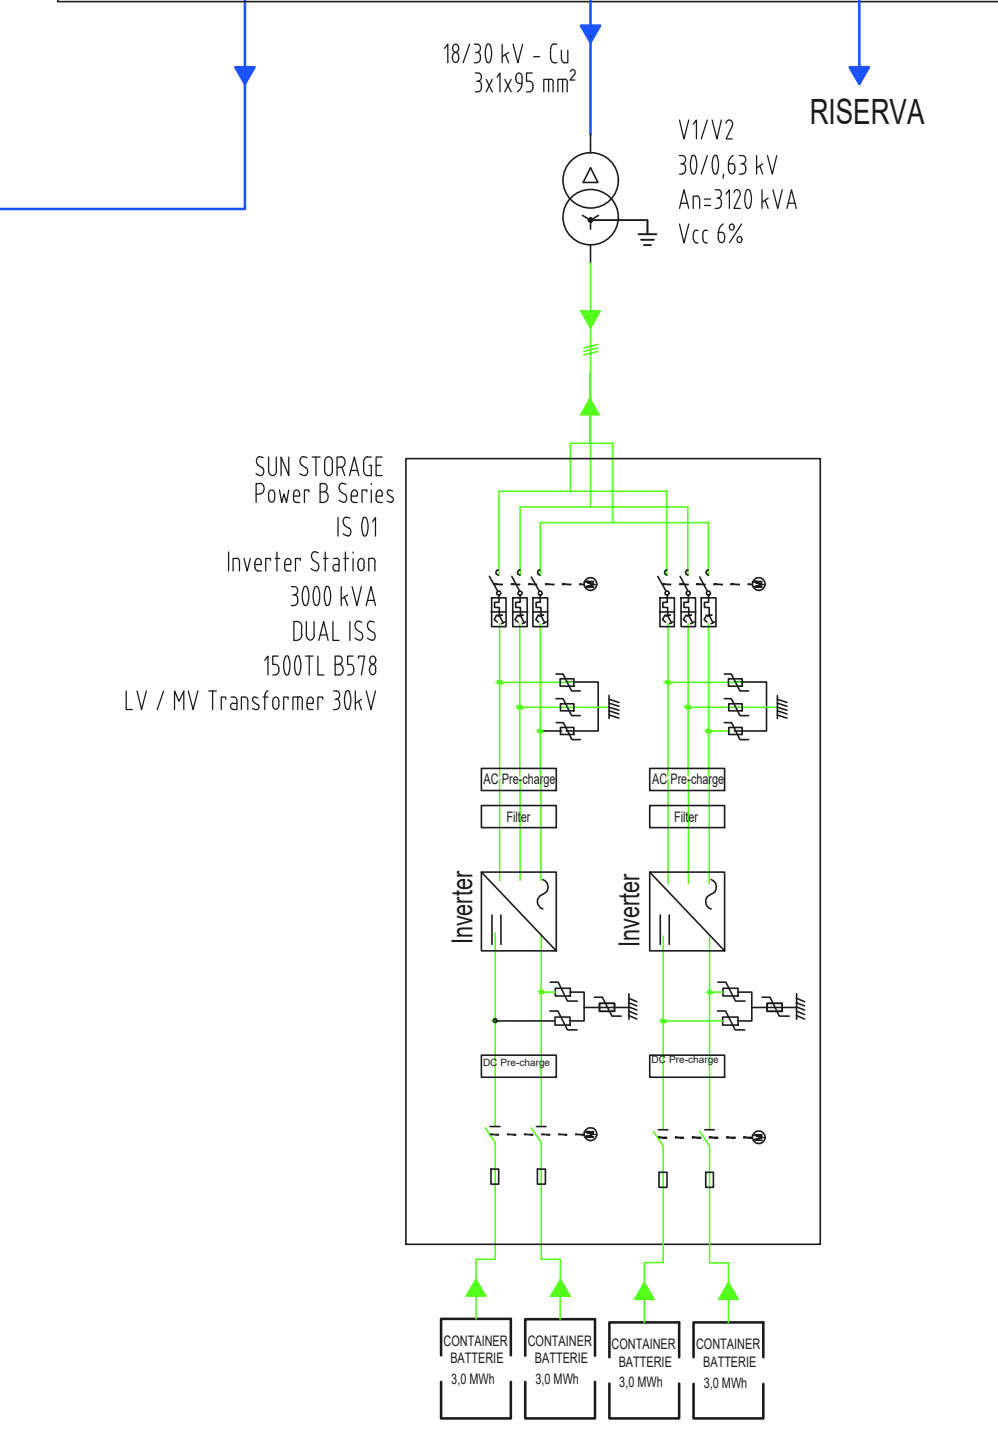 18/30 kV - Cu
3x1x95 mm²
RISERVA
V1/V2
30/0,63 kV
An=3120 kVA
Vcc 6%
SUN STORAGE
Power B Series
IS 01
Inverter Station
3000 kVA
DUAL ISS
1500TL B578
LV / MV Transformer 30kV
M
M
AC Pre-charge
AC Pre-charge
Filter
Filter
Inverter
Inverter
DC Pre-charge
DC Pre-charge
M
M
CONTAINER
BATTERIE
3,0 MWh
CONTAINER
BATTERIE
3,0 MWh
CONTAINER
BATTERIE
3,0 MWh
CONTAINER
BATTERIE
3,0 MWh